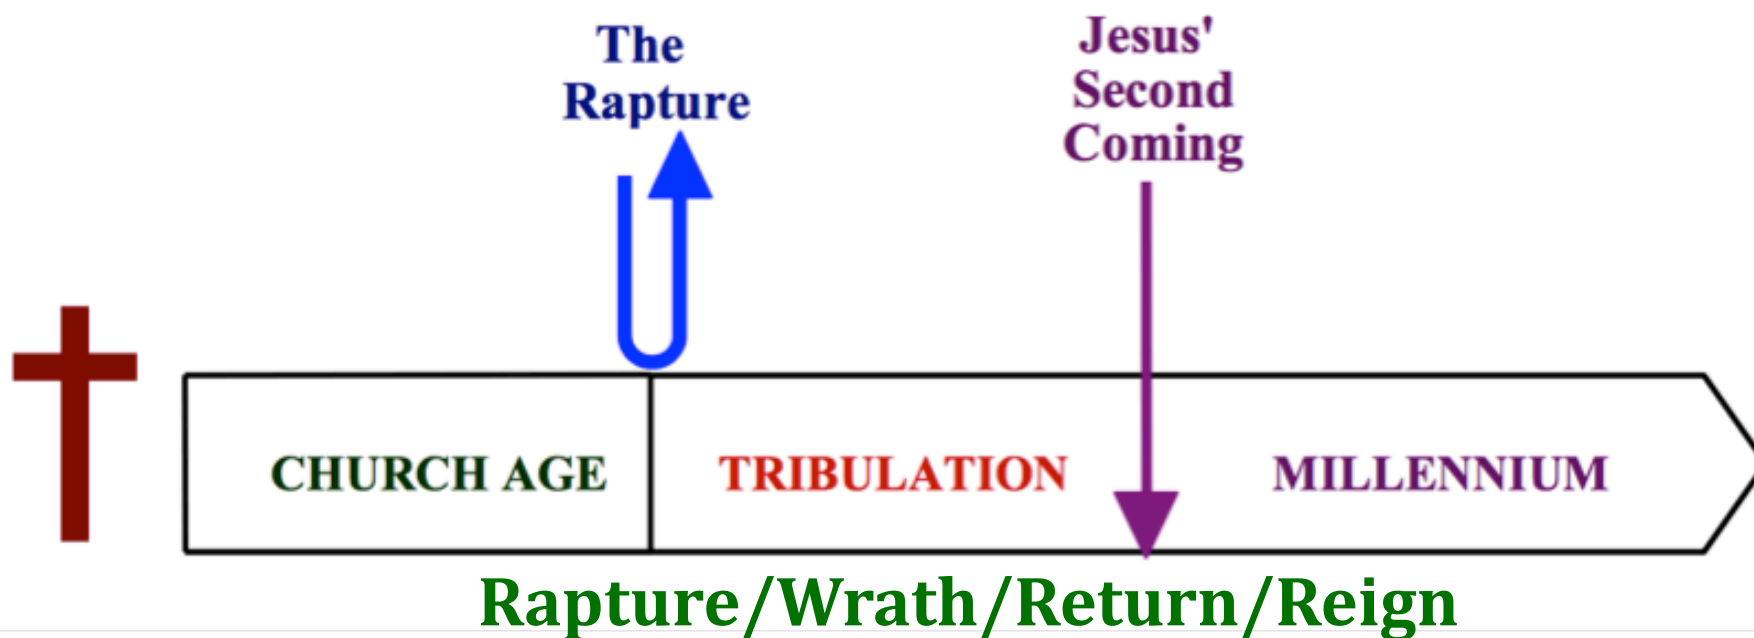 The
Rapture
Jesus'
Second
Coming
CHURCH AGE
TRIBULATION
MILLENNIUM
Rapture/Wrath/Return/Reign